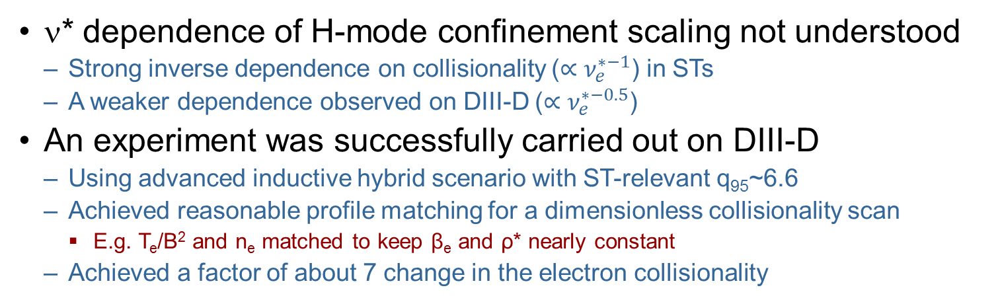 • ν* dependence of H-mode confinement scaling not understood
– Strong inverse dependence on collisionality (∝ ν_e^{*−1}) in STs
– A weaker dependence observed on DIII-D (∝ ν_e^{*−0.5})
• An experiment was successfully carried out on DIII-D
– Using advanced inductive hybrid scenario with ST-relevant q₉₅~6.6
– Achieved reasonable profile matching for a dimensionless collisionality scan
▪ E.g. Tₑ/B² and nₑ matched to keep βₑ and ρ* nearly constant
– Achieved a factor of about 7 change in the electron collisionality